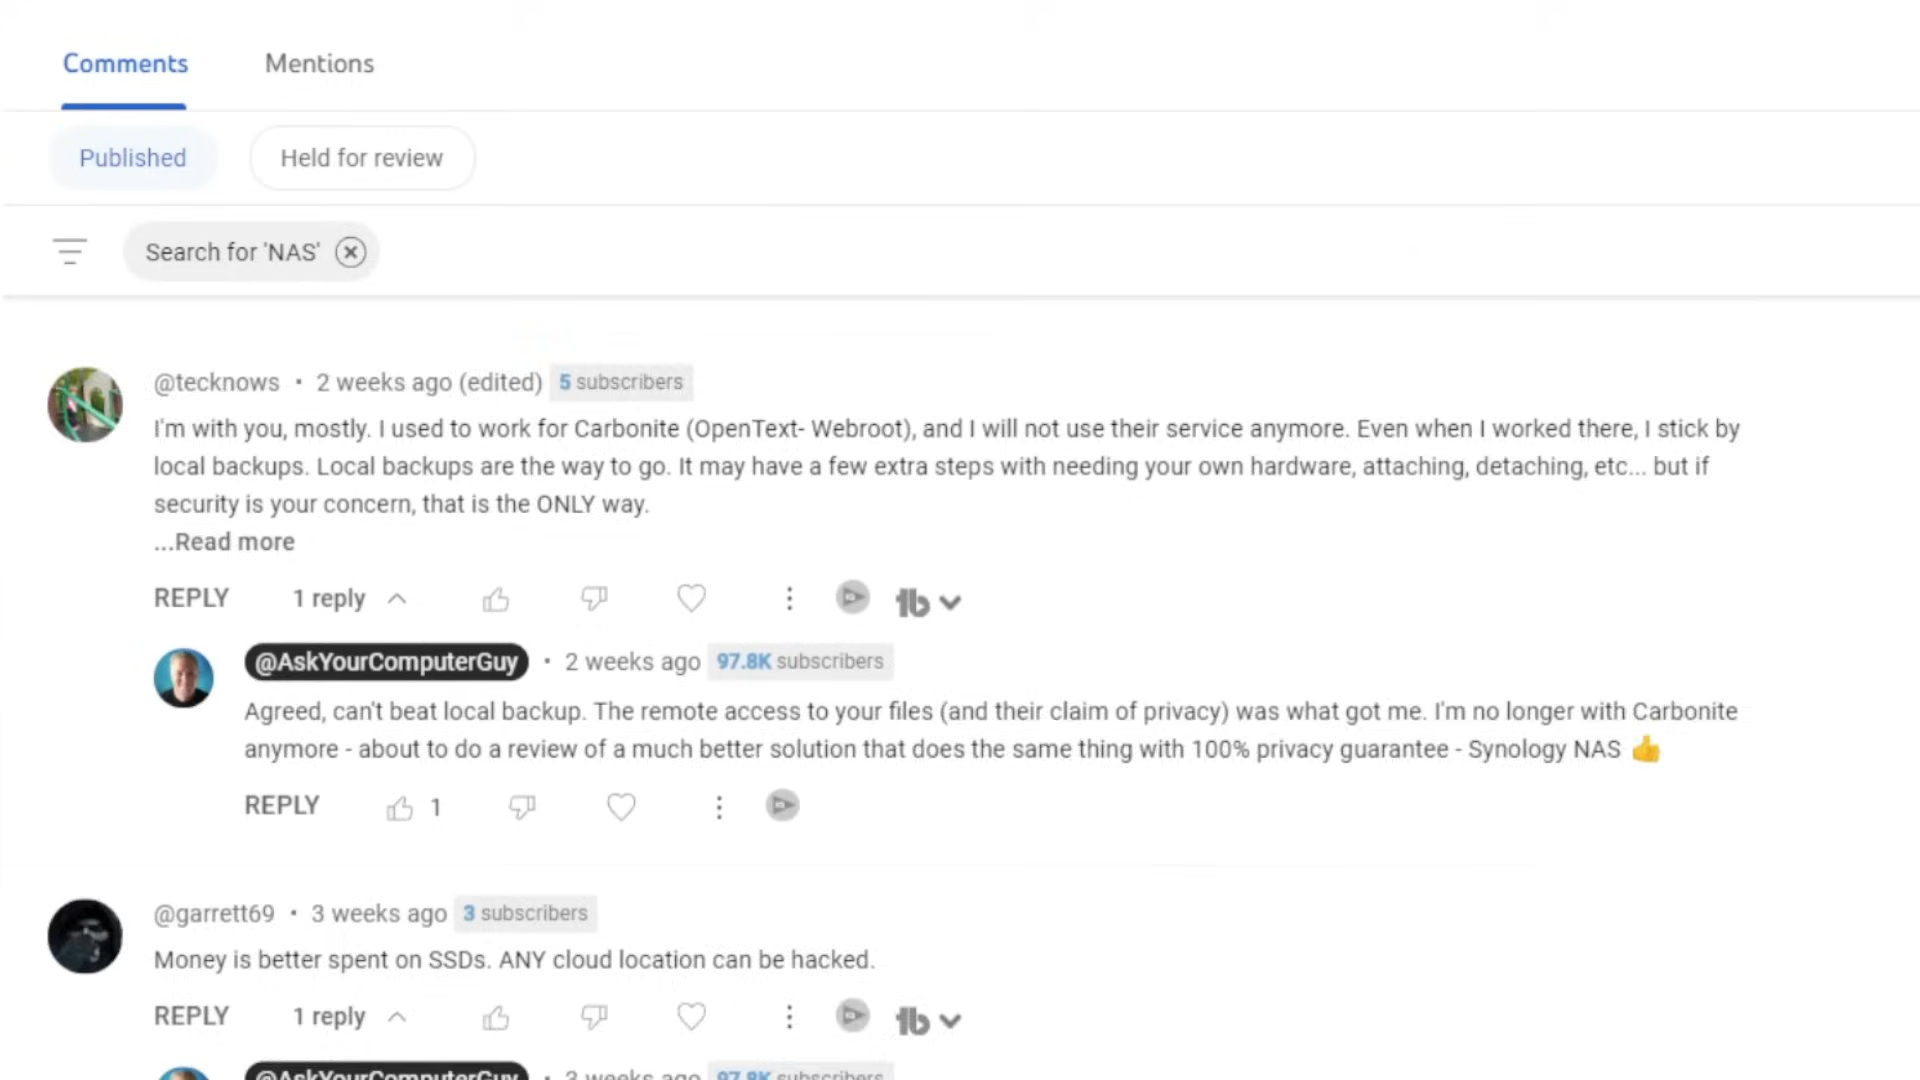 Comments Mentions
Published Held for review
Search for 'NAS'
@tecknows • 2 weeks ago (edited) 5 subscribers
I'm with you, mostly. I used to work for Carbonite (OpenText- Webroot), and I will not use their service anymore. Even when I worked there, I stick by
local backups. Local backups are the way to go. It may have a few extra steps with needing your own hardware, attaching, detaching, etc... but if
security is your concern, that is the ONLY way.
...Read more
REPLY 1 reply
@AskYourComputerGuy • 2 weeks ago 97.8K subscribers
Agreed, can't beat local backup. The remote access to your files (and their claim of privacy) was what got me. I'm no longer with Carbonite
anymore - about to do a review of a much better solution that does the same thing with 100% privacy guarantee - Synology NAS 👍
REPLY 1
@garrett69 • 3 weeks ago 3 subscribers
Money is better spent on SSDs. ANY cloud location can be hacked.
REPLY 1 reply
@AskYourComputerGuy • 3 weeks ago 97.8K subscribers